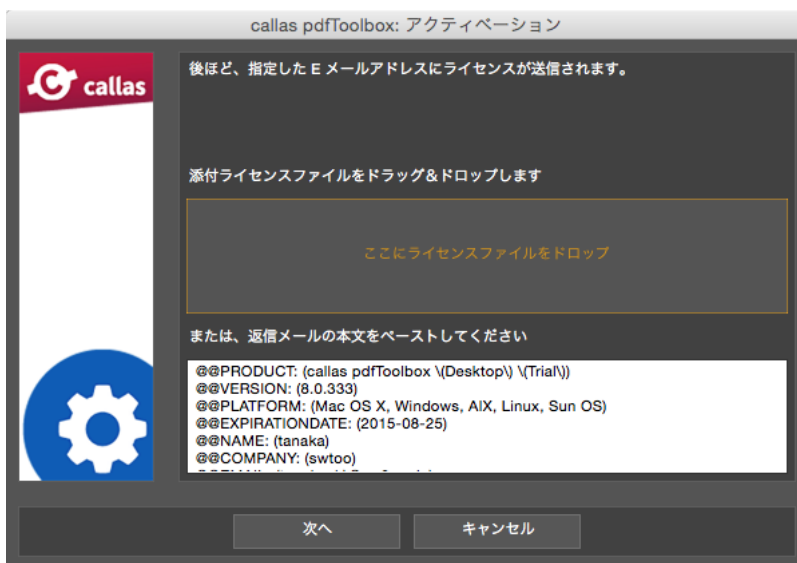 callas pdfToolbox: アクティベーション
callas
後ほど、指定した E メールアドレスにライセンスが送信されます。
添付ライセンスファイルをドラッグ＆ドロップします
ここにライセンスファイルをドロップ
または、返信メールの本文をペーストしてください
@@PRODUCT: (callas pdfToolbox \(Desktop\) \(Trial\))
@@VERSION: (8.0.333)
@@PLATFORM: (Mac OS X, Windows, AIX, Linux, Sun OS)
@@EXPIRATIONDATE: (2015-08-25)
@@NAME: (tanaka)
@@COMPANY: (swtoo)
次へ
キャンセル